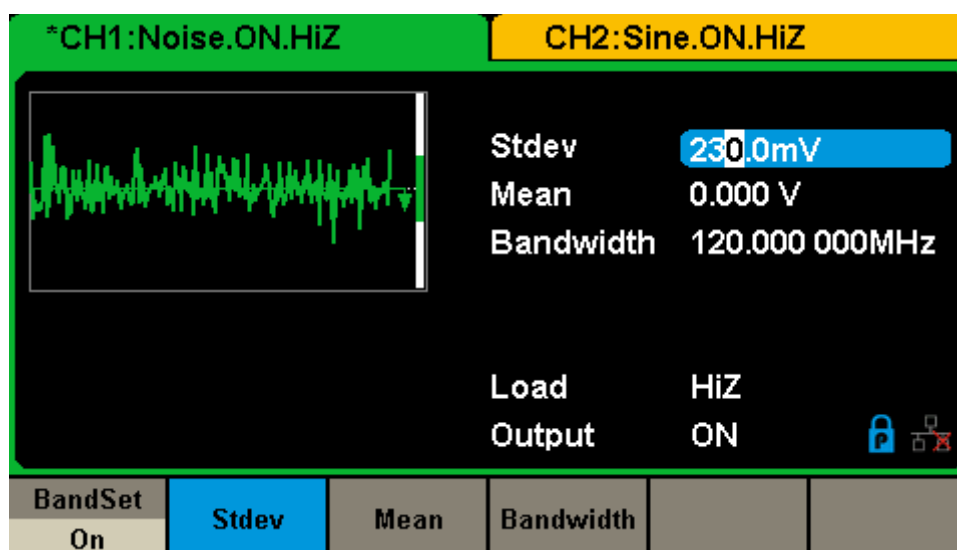 *CH1:Noise.ON.HiZ
CH2:Sine.ON.HiZ
Stdev 230.0mV
Mean 0.000 V
Bandwidth 120.000 000MHz
Load HiZ
Output ON
P
BandSet
On
Stdev
Mean
Bandwidth